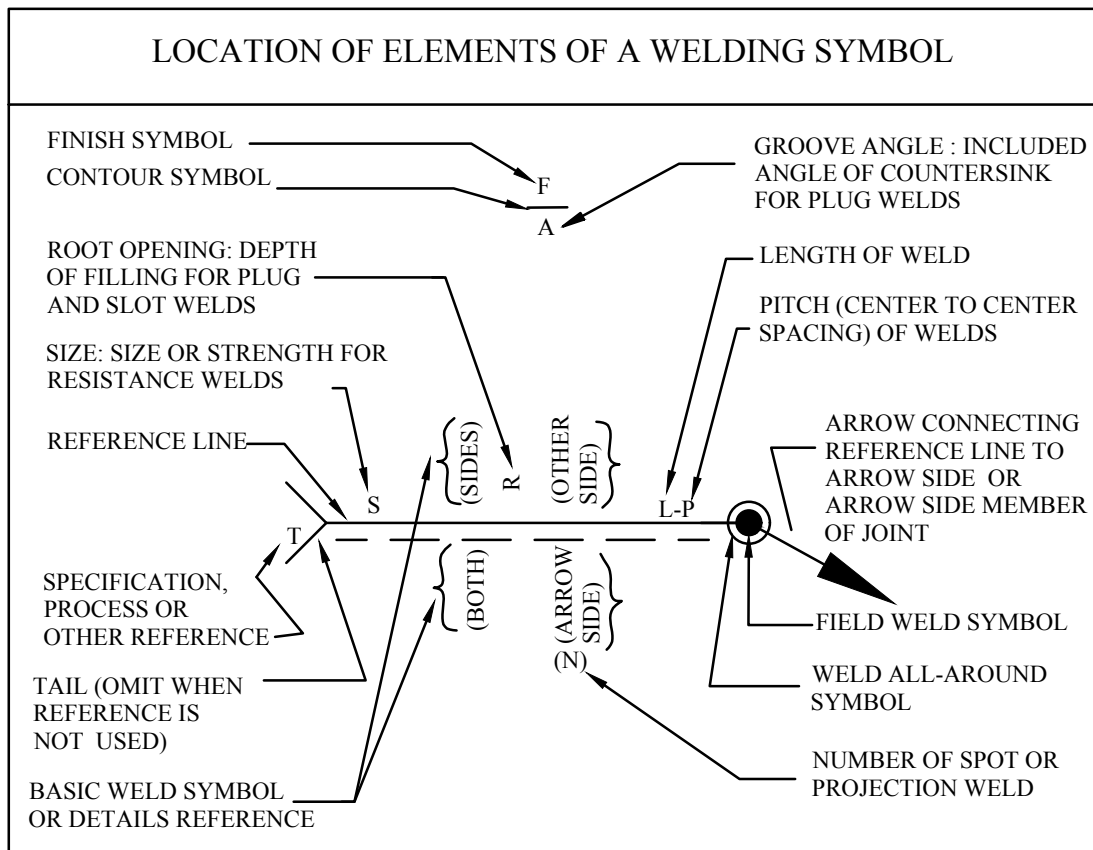 LOCATION OF ELEMENTS OF A WELDING SYMBOL
FINISH SYMBOL
CONTOUR SYMBOL
F
A
GROOVE ANGLE : INCLUDED
ANGLE OF COUNTERSINK
FOR PLUG WELDS
ROOT OPENING: DEPTH
OF FILLING FOR PLUG
AND SLOT WELDS
LENGTH OF WELD
PITCH (CENTER TO CENTER
SPACING) OF WELDS
SIZE: SIZE OR STRENGTH FOR
RESISTANCE WELDS
REFERENCE LINE
S
(SIDES)
R
(OTHER
SIDE)
L-P
ARROW CONNECTING
REFERENCE LINE TO
ARROW SIDE OR
ARROW SIDE MEMBER
OF JOINT
T
(BOTH)
(ARROW
SIDE)
(N)
SPECIFICATION,
PROCESS OR
OTHER REFERENCE
FIELD WELD SYMBOL
TAIL (OMIT WHEN
REFERENCE IS
NOT USED)
WELD ALL-AROUND
SYMBOL
BASIC WELD SYMBOL
OR DETAILS REFERENCE
NUMBER OF SPOT OR
PROJECTION WELD